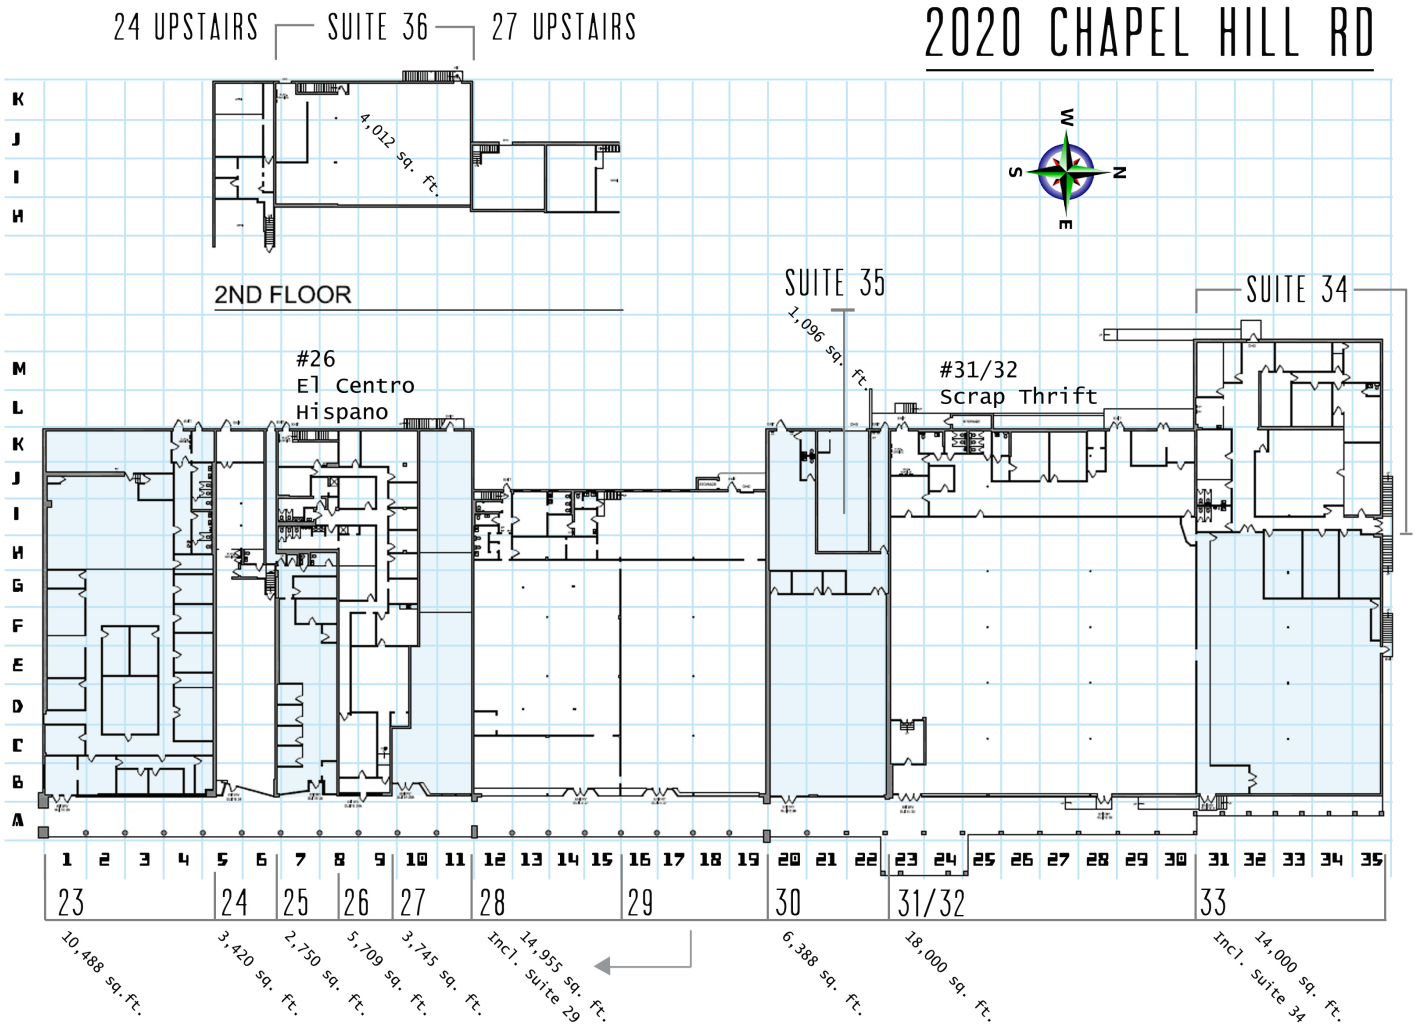 24 UPSTAIRS
SUITE 36
27 UPSTAIRS
2020 CHAPEL HILL RD
K
J
I
H
4,012 sq. ft.
W
S
N
E
2ND FLOOR
SUITE 35
1,096 sq. ft.
SUITE 34
#26
El Centro
Hispano
#31/32
Scrap Thrift
M
L
K
J
I
H
G
F
E
D
C
B
A
1 2 3 4 5 6 7 8 9 10 11 12 13 14 15 16 17 18 19 20 21 22 23 24 25 26 27 28 29 30 31 32 33 34 35
23
24
25
26
27
28
29
30
31/32
33
10,488 sq.ft.
3,420 sq. ft.
2,750 sq. ft.
5,709 sq. ft.
3,745 sq. ft.
14,955 sq. ft.
Incl. Suite 29
6,388 sq. ft.
18,000 sq. ft.
14,000 sq. ft.
Incl. Suite 34